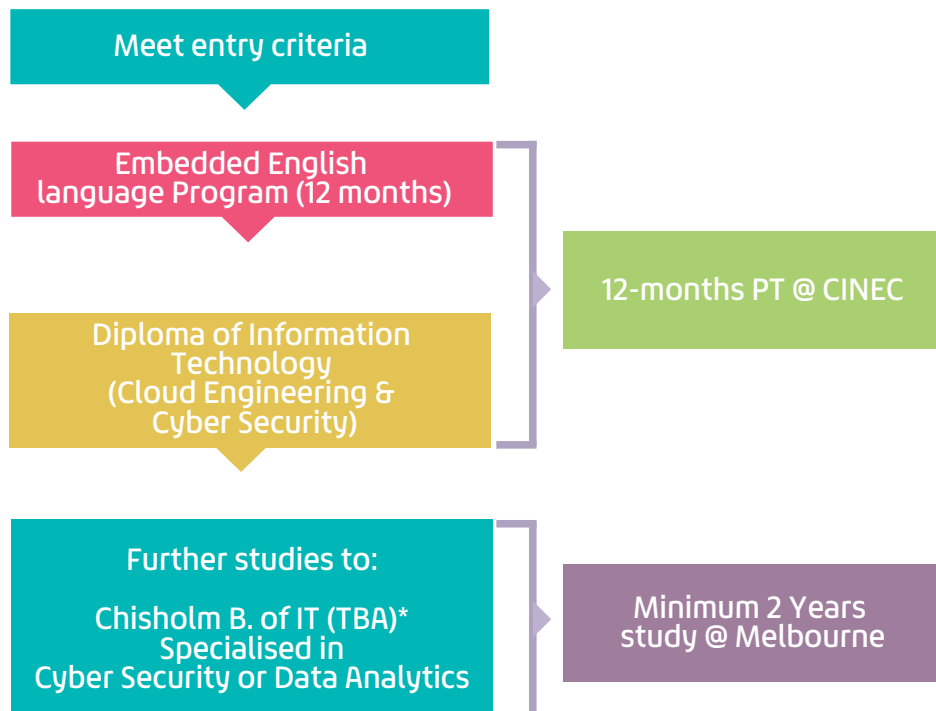 Meet entry criteria
Embedded English
language Program (12 months)
12-months PT @ CINEC
Diploma of Information
Technology
(Cloud Engineering &
Cyber Security)
Further studies to:
Chisholm B. of IT (TBA)*
Specialised in
Cyber Security or Data Analytics
Minimum 2 Years
study @ Melbourne